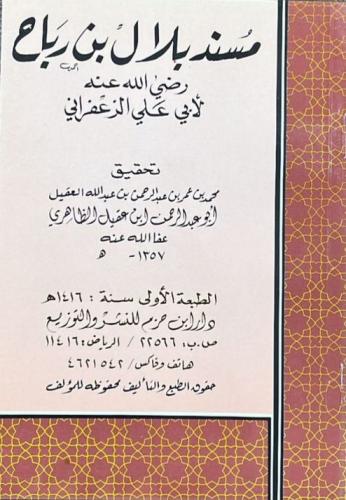 مسند بلال بن رباح
رضي الله عنه
لأبي علي الزعفراني
تحقيق
محمد بن عمر بن عبد الرحمن بن عبد الله العقيل
أبو عبد الرحمن ابن عقيل الظاهري
عفا الله عنه
١٣٥٧- هـ
الطبعة الأولى سنة : ١٤١٦هـ
دار ابن حزم للنشر والتوزيع
ص.ب: ٢٢٥٦٦ / الرياض: ١١٤١٦
هاتف وفاكس/ ٤٦٢١٥٤٢
حقوق الطبع والتأليف محفوظة للمؤلف